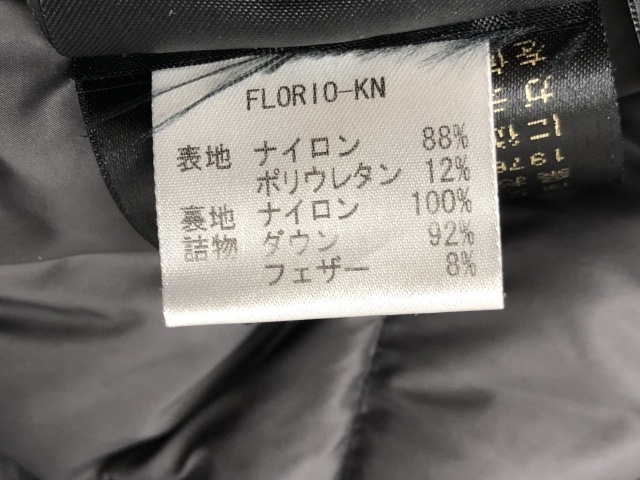 FLORIO-KN
表地 ナイロン 88%
ポリウレタン 12%
裏地 ナイロン 100%
詰物 ダウン 92%
フェザー 8%